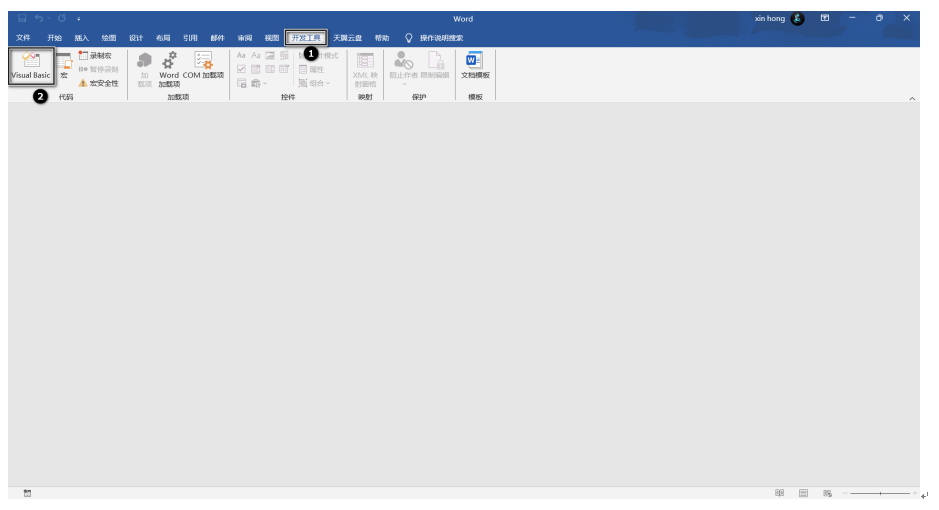 Word
xin hong
文件 开始 插入 绘图 设计 布局 引用 邮件 审阅 视图 开发工具 天翼云盘 帮助 操作说明搜索
1
Visual Basic
宏
录制宏
暂停录制
宏安全性
代码
2
加载项
Word 加载项
COM 加载项
加载项
Aa Aa
模式
属性
组合
控件
XML 映射窗格
映射
阻止作者
限制编辑
保护
文档模板
模板